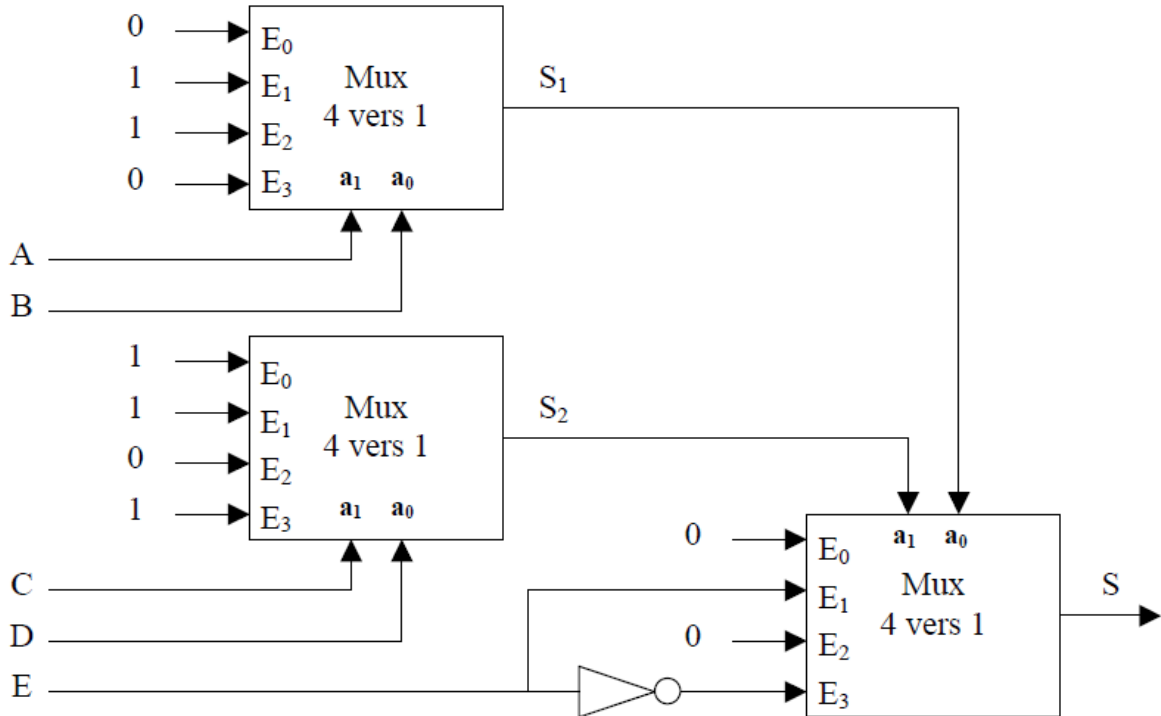 0
E₀
1
E₁
Mux
4 vers 1
S₁
1
E₂
0
E₃
a₁ a₀
A
B
1
E₀
1
E₁
Mux
4 vers 1
S₂
0
E₂
1
E₃
a₁ a₀
C
D
E
0
E₀
a₁ a₀
E₁
Mux
4 vers 1
S
0
E₂
E₃